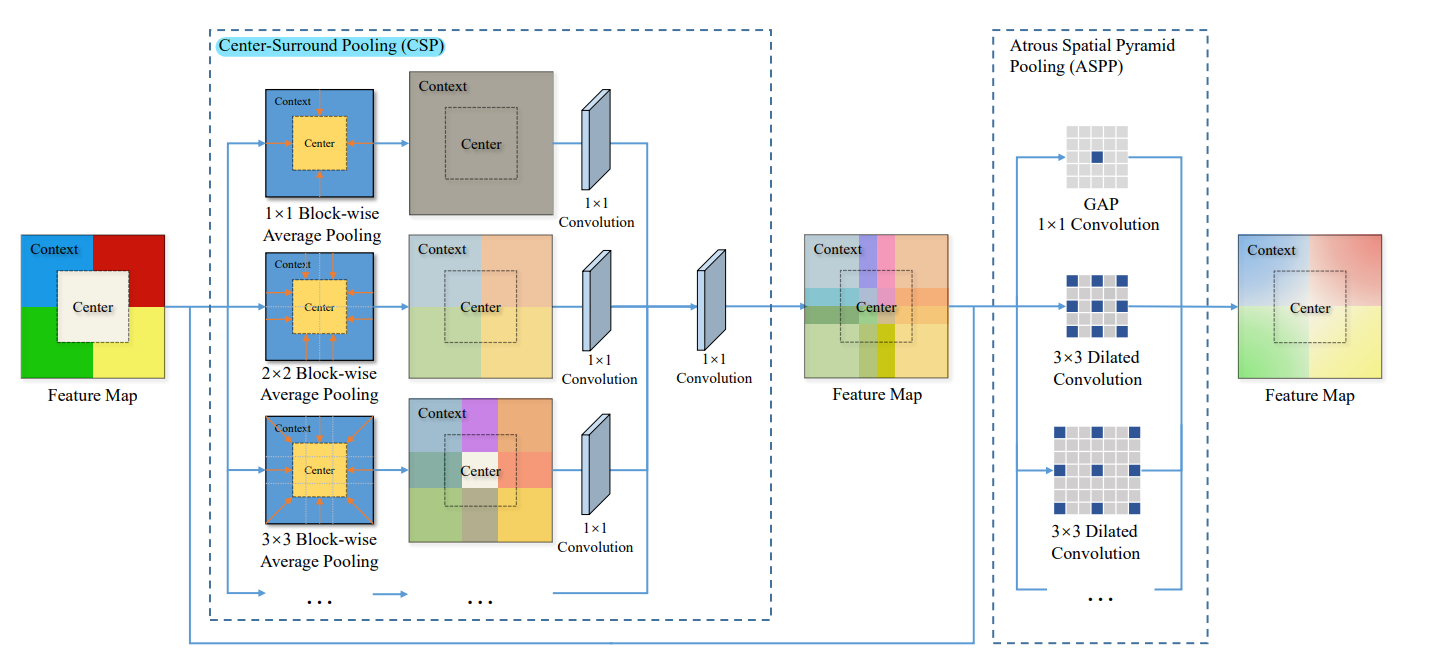 Center-Surround Pooling (CSP)
Context
Center
1×1 Block-wise
Average Pooling
Context
Center
1×1
Convolution
Context
Center
Feature Map
Context
Center
2×2 Block-wise
Average Pooling
Context
Center
1×1
Convolution
1×1
Convolution
Context
Center
3×3 Block-wise
Average Pooling
Context
Center
1×1
Convolution
...
...
Context
Center
Feature Map
Atrous Spatial Pyramid
Pooling (ASPP)
GAP
1×1 Convolution
3×3 Dilated
Convolution
3×3 Dilated
Convolution
...
Context
Center
Feature Map